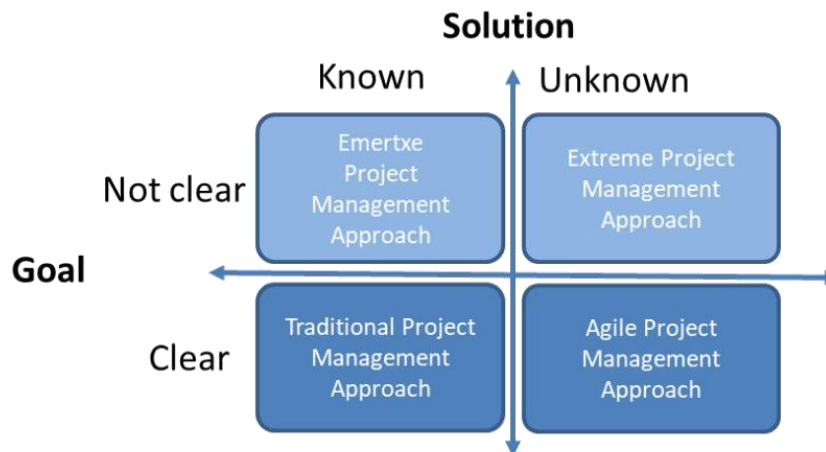 Solution
Known
Unknown
Not clear
Emertxe
Project
Management
Approach
Extreme Project
Management
Approach
Goal
Clear
Traditional Project
Management
Approach
Agile Project
Management
Approach